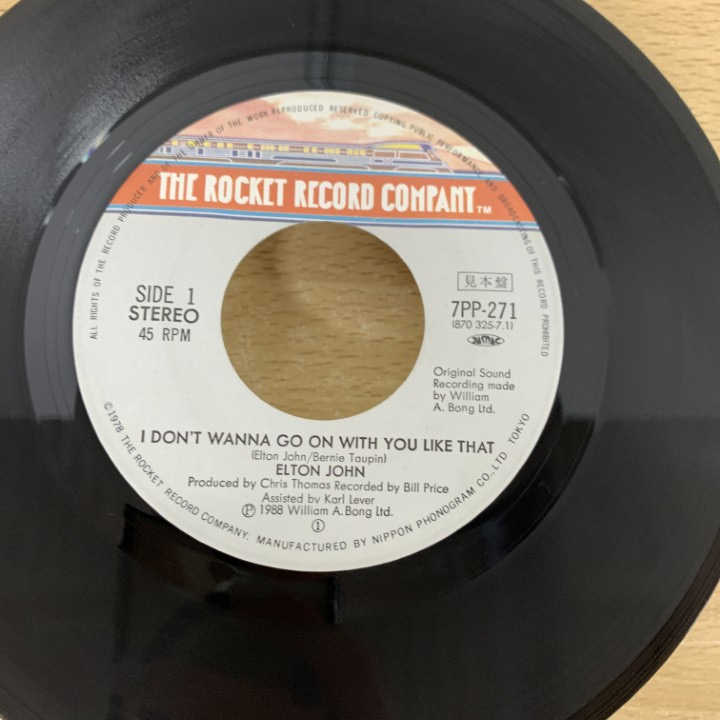 ALL RIGHTS OF THE RECORD PRODUCER AND OF THE OWNER OF THE WORK REPRODUCED RESERVED. COPYING, PUBLIC PERFORMANCE AND BROADCASTING OF THIS RECORD PROHIBITED
THE ROCKET RECORD COMPANY™
SIDE 1
STEREO
45 RPM
見本盤
7PP-271
(870 325-7.1)
Original Sound
Recording made
by William
A. Bong Ltd.
I DON'T WANNA GO ON WITH YOU LIKE THAT
(Elton John/Bernie Taupin)
ELTON JOHN
Produced by Chris Thomas Recorded by Bill Price
Assisted by Karl Lever
Ⓟ 1988 William A. Bong Ltd.
①
©1978 THE ROCKET RECORD COMPANY. MANUFACTURED BY NIPPON PHONOGRAM CO., LTD. TOKYO